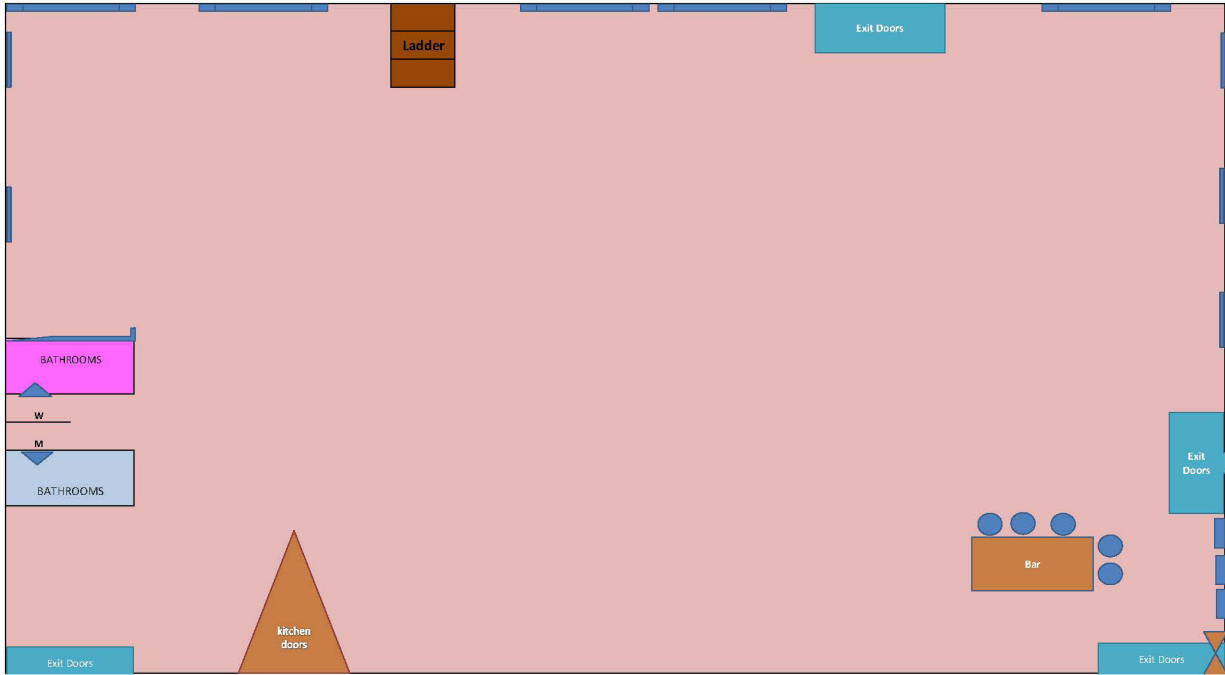 Exit Doors
Ladder
BATHROOMS
W
M
BATHROOMS
Exit
Doors
Bar
kitchen
doors
Exit Doors
Exit Doors